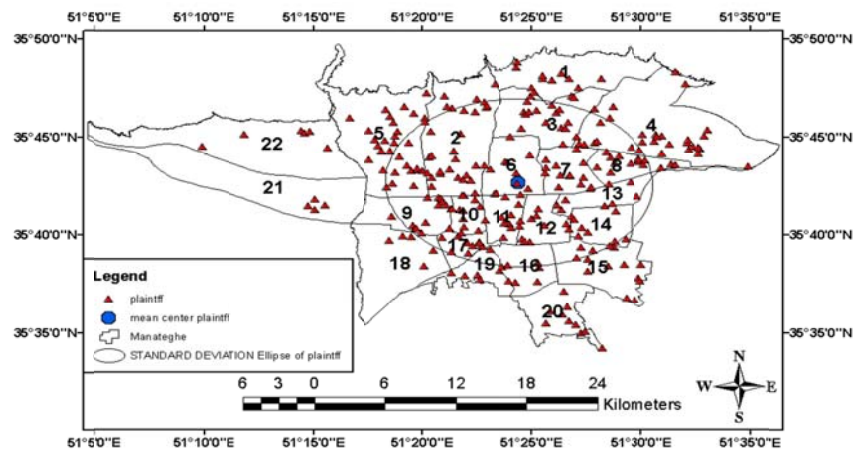 51°5'0"E 51°10'0"E 51°15'0"E 51°20'0"E 51°25'0"E 51°30'0"E 51°35'0"E
35°50'0"N 35°50'0"N
1
3
4
35°45'0"N 5 2 35°45'0"N
22
6 7 8
21
13
9 10 11 12 14
35°40'0"N 35°40'0"N
17
18 19 16 15
Legend
plaintff
mean center plaintf!
Manateghe
STANDARD DEVIATION Ellipse of plaintff
20
35°35'0"N 35°35'0"N
N
W E
S
6 3 0 6 12 18 24
Kilometers
51°5'0"E 51°10'0"E 51°15'0"E 51°20'0"E 51°25'0"E 51°30'0"E 51°35'0"E